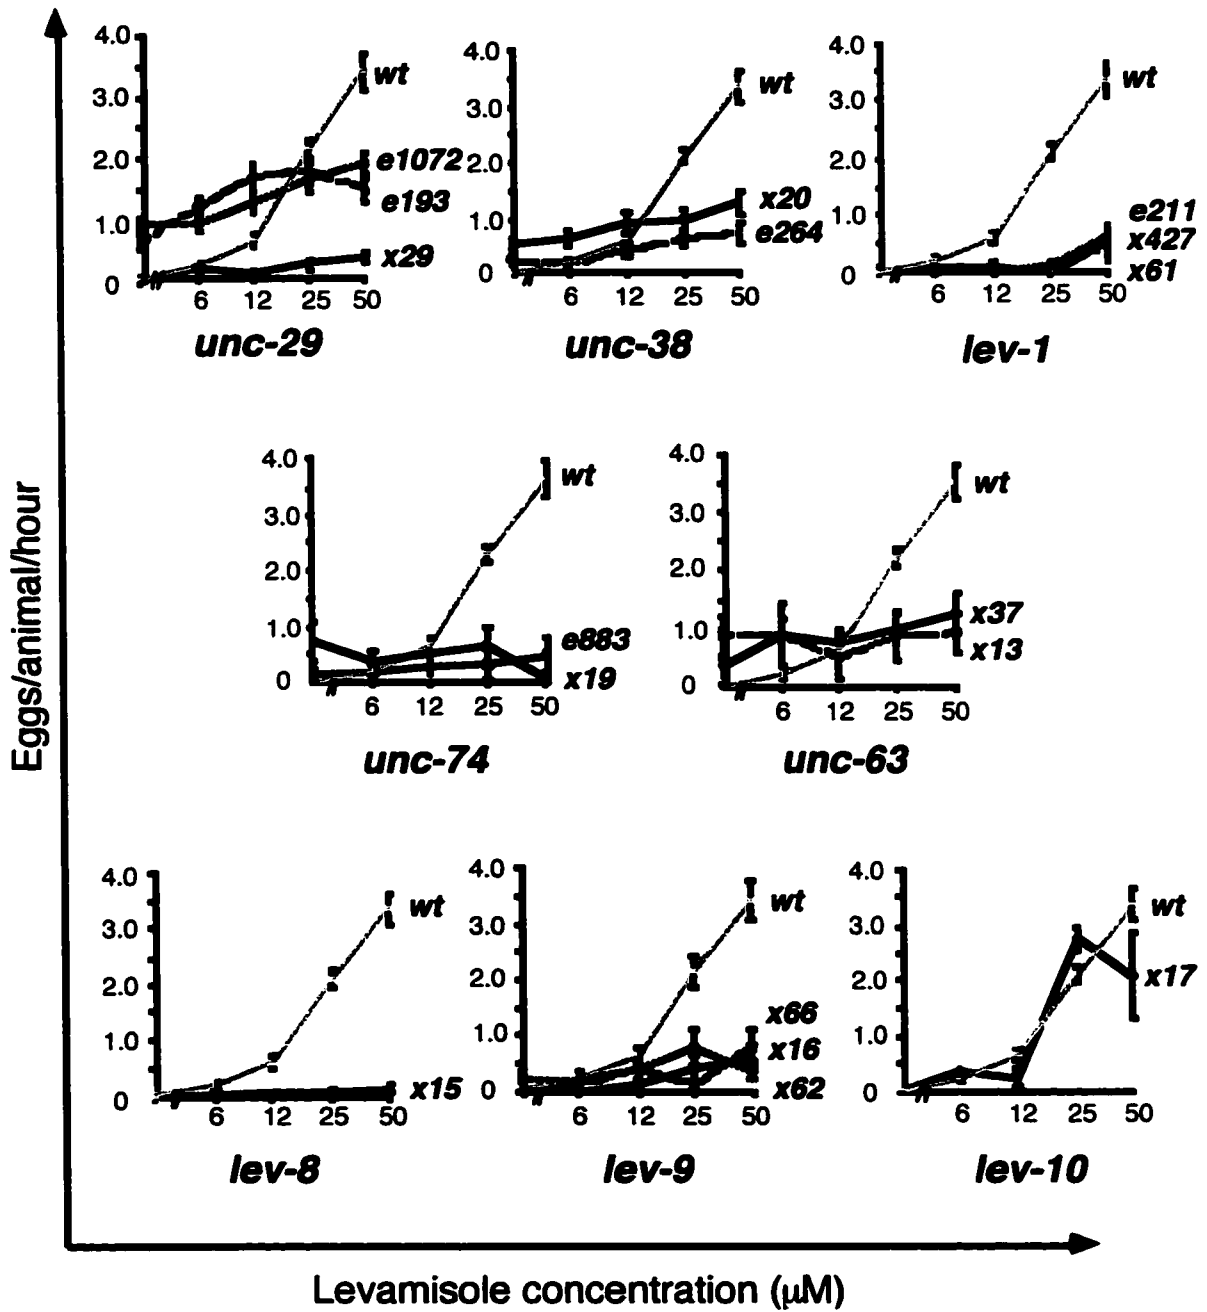 4.0
3.0
2.0
1.0
0
6 12 25 50
wt
e1072
e193
x29
unc-29
4.0
3.0
2.0
1.0
0
6 12 25 50
wt
x20
e264
unc-38
4.0
3.0
2.0
1.0
0
6 12 25 50
wt
e211
x427
x61
lev-1
4.0
3.0
2.0
1.0
0
6 12 25 50
wt
e883
x19
unc-74
4.0
3.0
2.0
1.0
0
6 12 25 50
wt
x37
x13
unc-63
4.0
3.0
2.0
1.0
0
6 12 25 50
wt
x15
lev-8
4.0
3.0
2.0
1.0
0
6 12 25 50
wt
x66
x16
x62
lev-9
4.0
3.0
2.0
1.0
0
6 12 25 50
wt
x17
lev-10
Eggs/animal/hour
Levamisole concentration (μM)